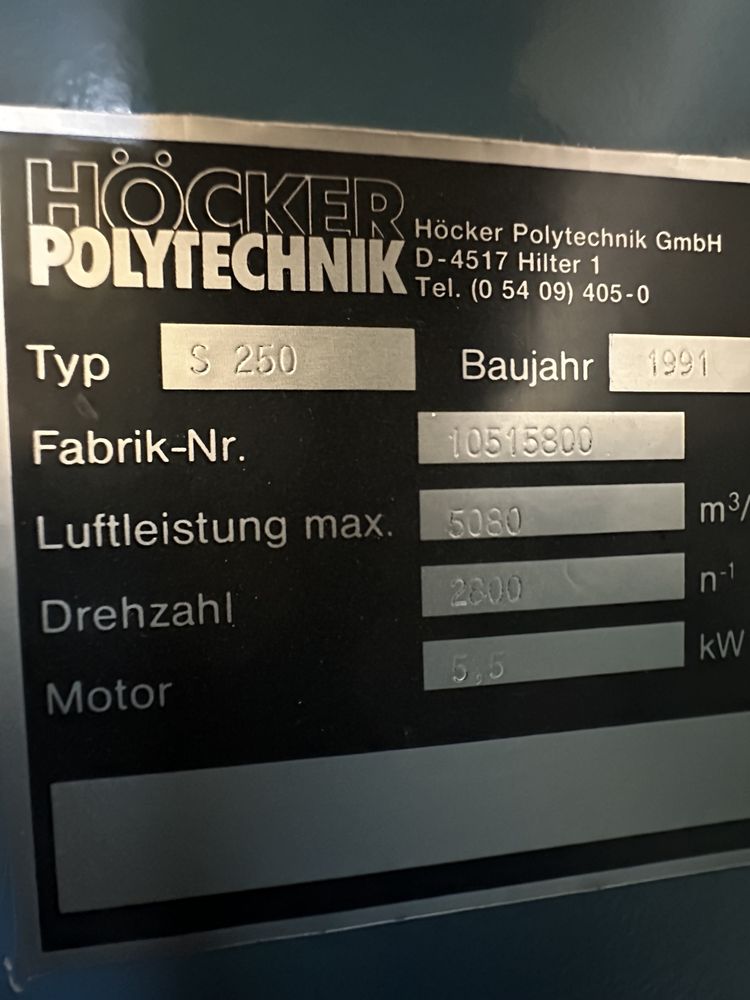 HÖCKER
POLYTECHNIK
Höcker Polytechnik GmbH
D-4517 Hilter 1
Tel. (0 54 09) 405-0
Typ S 250 Baujahr 1991
Fabrik-Nr. 10515800
Luftleistung max. 5080 m³/
Drehzahl 2800 n⁻¹
Motor 5,5 kW